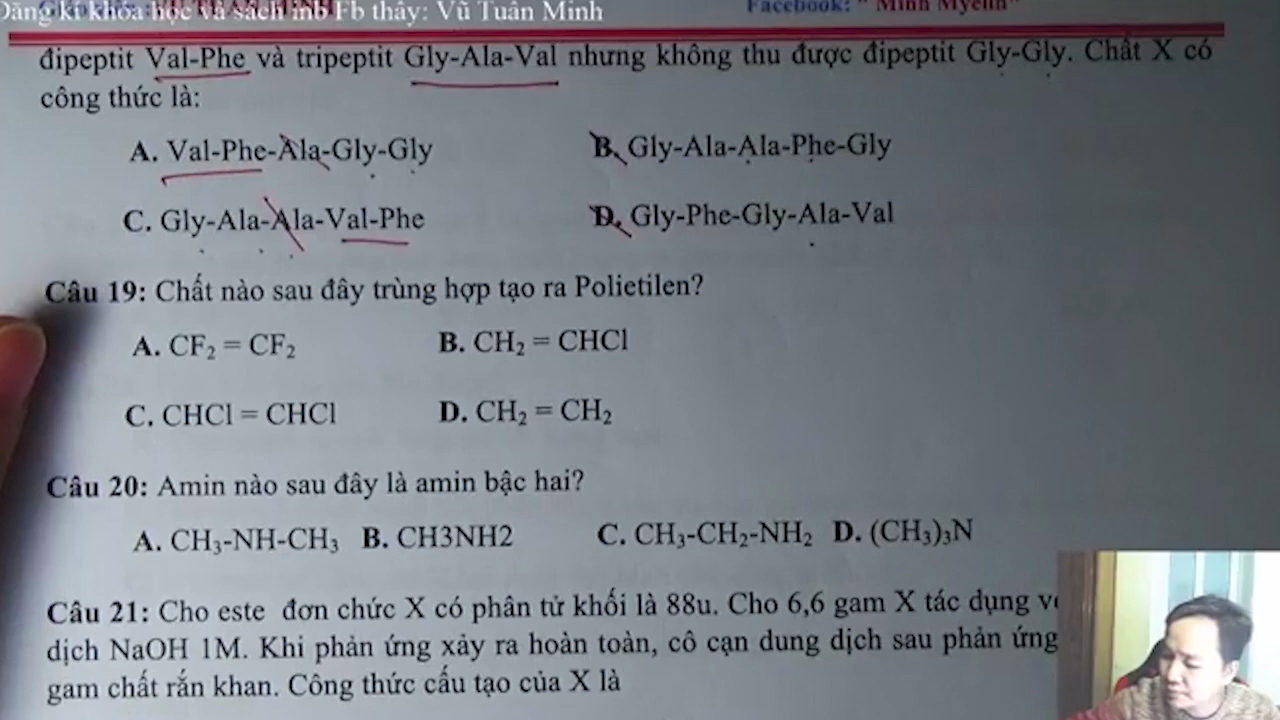 Đăng kí khóa học và sách inb Fb thầy: Vũ Tuấn Minh
Facebook: " Minh Myelin"
đipeptit Val-Phe và tripeptit Gly-Ala-Val nhưng không thu được đipeptit Gly-Gly. Chất X có
công thức là:
A. Val-Phe-Ala-Gly-Gly B. Gly-Ala-Ala-Phe-Gly
C. Gly-Ala-Ala-Val-Phe D. Gly-Phe-Gly-Ala-Val
Câu 19: Chất nào sau đây trùng hợp tạo ra Polietilen?
A. CF₂ = CF₂ B. CH₂ = CHCl
C. CHCl = CHCl D. CH₂ = CH₂
Câu 20: Amin nào sau đây là amin bậc hai?
A. CH₃-NH-CH₃ B. CH3NH2 C. CH₃-CH₂-NH₂ D. (CH₃)₃N
Câu 21: Cho este đơn chức X có phân tử khối là 88u. Cho 6,6 gam X tác dụng
dịch NaOH 1M. Khi phản ứng xảy ra hoàn toàn, cô cạn dung dịch sau phản ứng
gam chất rắn khan. Công thức cấu tạo của X là